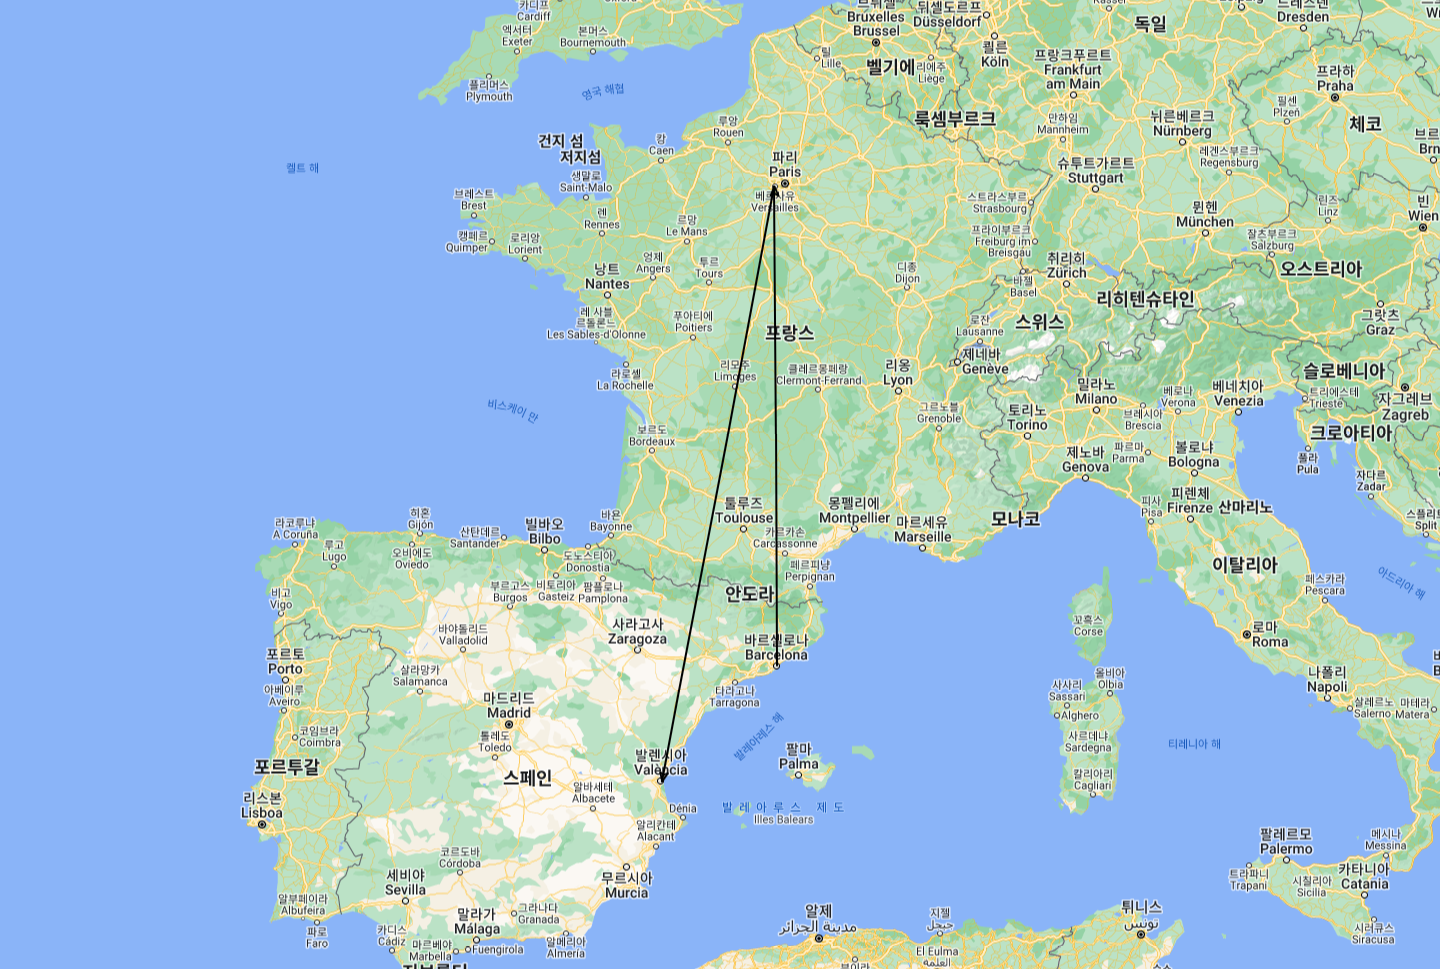 카디프
Cardiff
엑서터
Exeter
본머스
Bournemouth
플리머스
Plymouth
영국 해협
켈트 해
브뤼셀
Bruxelles
Brussel
뒤셀도르프
Düsseldorf
릴
Lille
벨기에
리에주
Liège
쾰른
Köln
독일
Kassel
드레스덴
Dresden
프랑크푸르트
Frankfurt
am Main
프라하
Praha
필센
Plzeň
체코
룩셈부르크
만하임
Mannheim
뉘른베르크
Nürnberg
레겐스부르크
Regensburg
건지 섬
저지섬
캉
Caen
루앙
Rouen
파리
Paris
베르사유
Versailles
생말로
Saint-Malo
브레스트
Brest
캥페르
Quimper
로리앙
Lorient
렌
Rennes
르망
Le Mans
앙제
Angers
투르
Tours
낭트
Nantes
레 사블
르돌론느
Les Sables-d'Olonne
푸아티에
Poitiers
프랑스
디종
Dijon
슈투트가르트
Stuttgart
스트라스부르
Strasbourg
프라이부르크
Freiburg im
Breisgau
뮌헨
München
린츠
Linz
빈
Wien
잘츠부르크
Salzburg
오스트리아
취리히
Zürich
바젤
Basel
리히텐슈타인
스위스
로잔
Lausanne
제네바
Genève
그랏츠
Graz
슬로베니아
라로셸
La Rochelle
리모주
Limoges
클레르몽페랑
Clermont-Ferrand
리옹
Lyon
그르노블
Grenoble
토리노
Torino
밀라노
Milano
브레시아
Brescia
베로나
Verona
베네치아
Venezia
트리에스테
Trieste
자그레브
Zagreb
크로아티아
풀라
Pula
자다르
Zadar
비스케이 만
보르도
Bordeaux
제노바
Genova
파르마
Parma
볼로냐
Bologna
피사
Pisa
피렌체
Firenze
산마리노
모나코
툴루즈
Toulouse
몽펠리에
Montpellier
마르세유
Marseille
카르카손
Carcassonne
페르피냥
Perpignan
안도라
바욘
Bayonne
라코루냐
A Coruña
히혼
Gijón
루고
Lugo
오비에도
Oviedo
산탄데르
Santander
빌바오
Bilbo
도노스티아
Donostia
비토리아
Gasteiz
팜플로나
Pamplona
부르고스
Burgos
비고
Vigo
포르토
Porto
아베이루
Aveiro
코임브라
Coimbra
포르투갈
리스본
Lisboa
바야돌리드
Valladolid
살라망카
Salamanca
사라고사
Zaragoza
바르셀로나
Barcelona
타라고나
Tarragona
마드리드
Madrid
톨레도
Toledo
스페인
발렌시아
València
발레아레스 해
팔마
Palma
발레아루스 제도
Illes Balears
알바세테
Albacete
Dénia
알리칸테
Alacant
무르시아
Murcia
코르도바
Córdoba
세비야
Sevilla
알부페이라
Albufeira
파로
Faro
카디스
Cádiz
말라가
Málaga
그라나다
Granada
마르베야
Marbella
Fuengirola
알메리아
Almería
꼬흑스
Corse
이탈리아
로마
Roma
페스카라
Pescara
아드리아 해
나폴리
Napoli
살레르노
Salerno
마테라
Matera
사사리
Sassari
올비아
Olbia
Alghero
사르데냐
Sardegna
칼리아리
Cagliari
티레니아 해
팔레르모
Palermo
메시나
Messina
트라파니
Trapani
시칠리아
Sicilia
카타니아
Catania
시러큐스
Siracusa
알제
مدينة الجزائر
지젤
جيجل
El Eulma
العلمة
튀니스
تونس